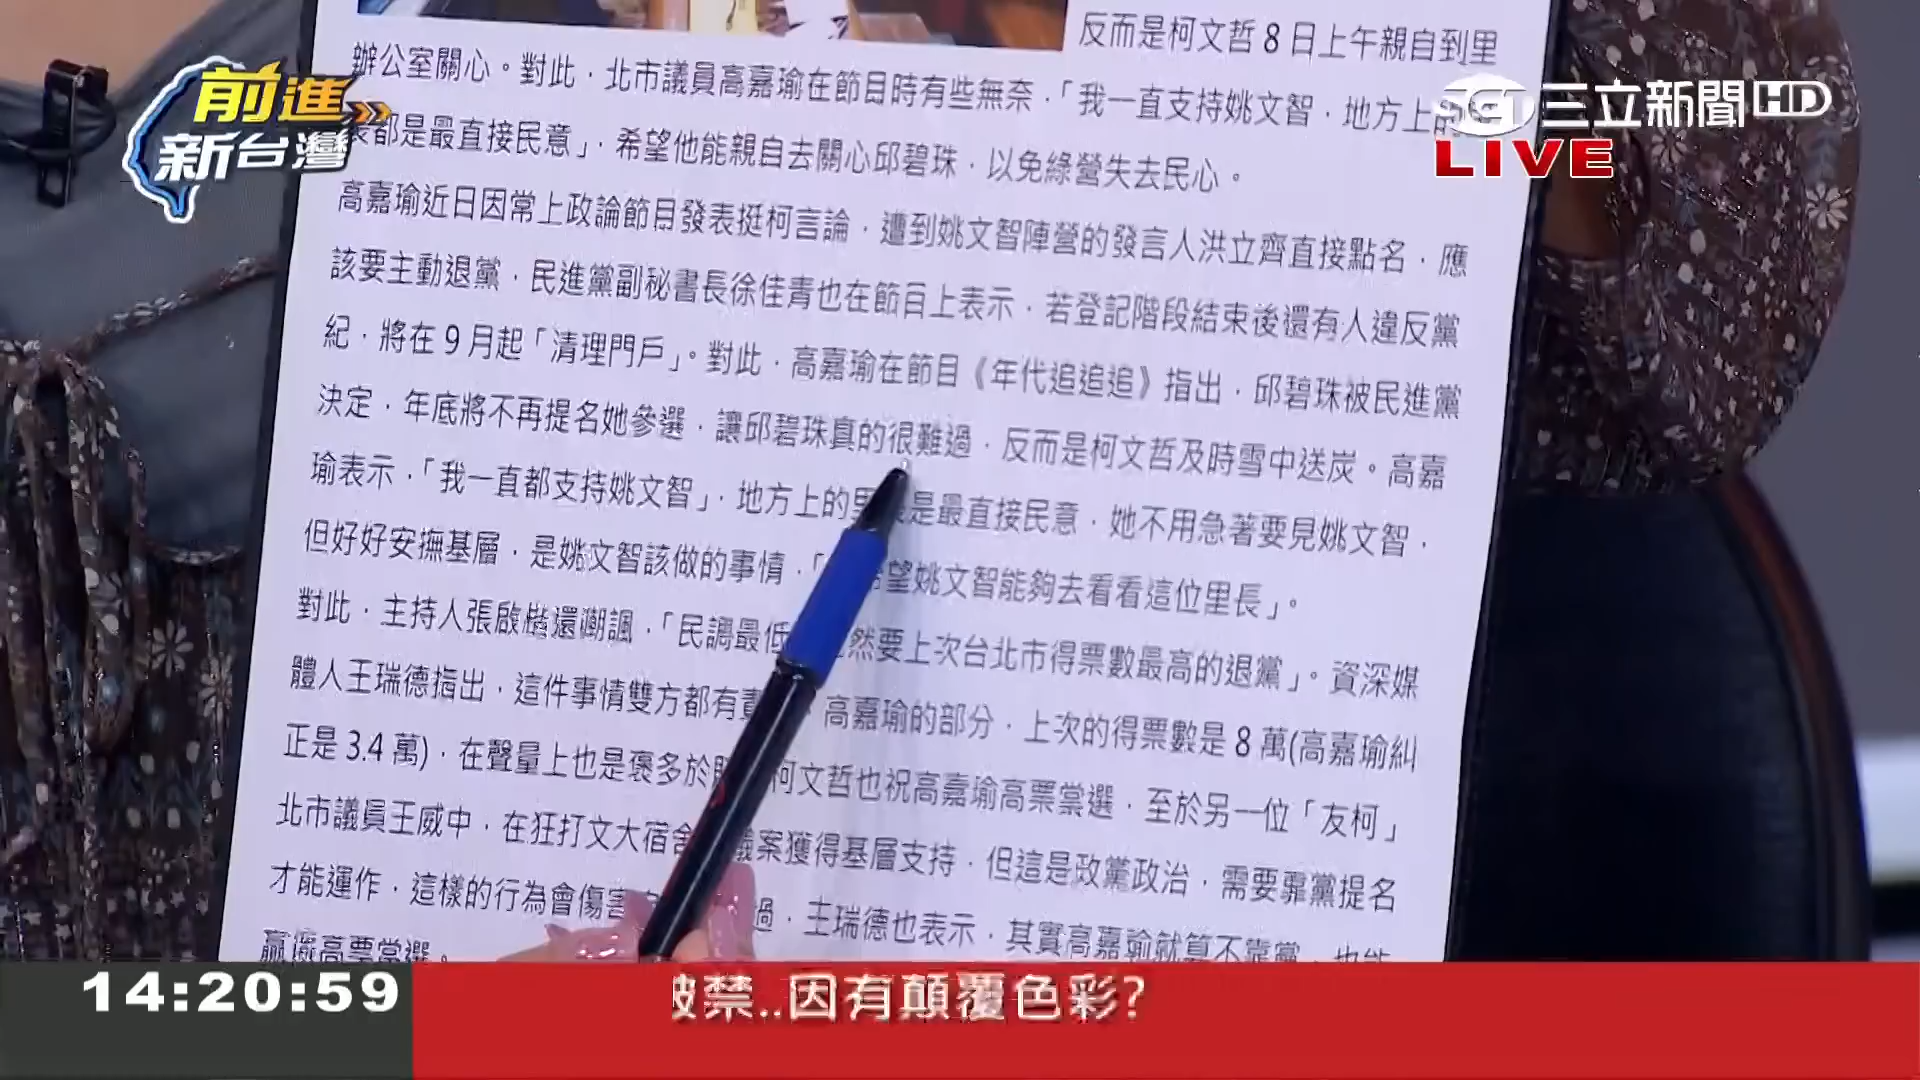 反而是柯文哲 8 日上午親自到里
辦公室關心。對此，北市議員高嘉瑜在節目時有些無奈，「我一直支持姚文智，地方上的
都是最直接民意」，希望他能親自去關心邱碧珠，以免綠營失去民心。
高嘉瑜近日因常上政論節目發表挺柯言論，遭到姚文智陣營的發言人洪立齊直接點名，應
該要主動退黨，民進黨副秘書長徐佳青也在節目上表示，若登記階段結束後還有人違反黨
紀，將在 9 月起「清理門戶」。對此，高嘉瑜在節目《年代追追追》指出，邱碧珠被民進黨
決定，年底將不再提名她參選，讓邱碧珠真的很難過，反而是柯文哲及時雪中送炭。高嘉
瑜表示，「我一直都支持姚文智」，地方上的里 是最直接民意，她不用急著要見姚文智，
但好好安撫基層，是姚文智該做的事情，「 希望姚文智能夠去看看這位里長」。
對此，主持人張啟楷還嘲諷，「民調最低 然要上次台北市得票數最高的退黨」。資深媒
體人王瑞德指出，這件事情雙方都有責 高嘉瑜的部分，上次的得票數是 8 萬(高嘉瑜糾
正是 3.4 萬)，在聲量上也是褒多於 柯文哲也祝高嘉瑜高票當選，至於另一位「友柯」
北市議員王威中，在狂打文大宿舍 議案獲得基層支持，但這是政黨政治，需要靠黨提名
才能運作，這樣的行為會傷害 過，王瑞德也表示，其實高嘉瑜就算不靠黨，也能
贏得高票當選。
前進
新台灣
SET三立新聞HD
LIVE
14:20:59
被禁..因有顛覆色彩?